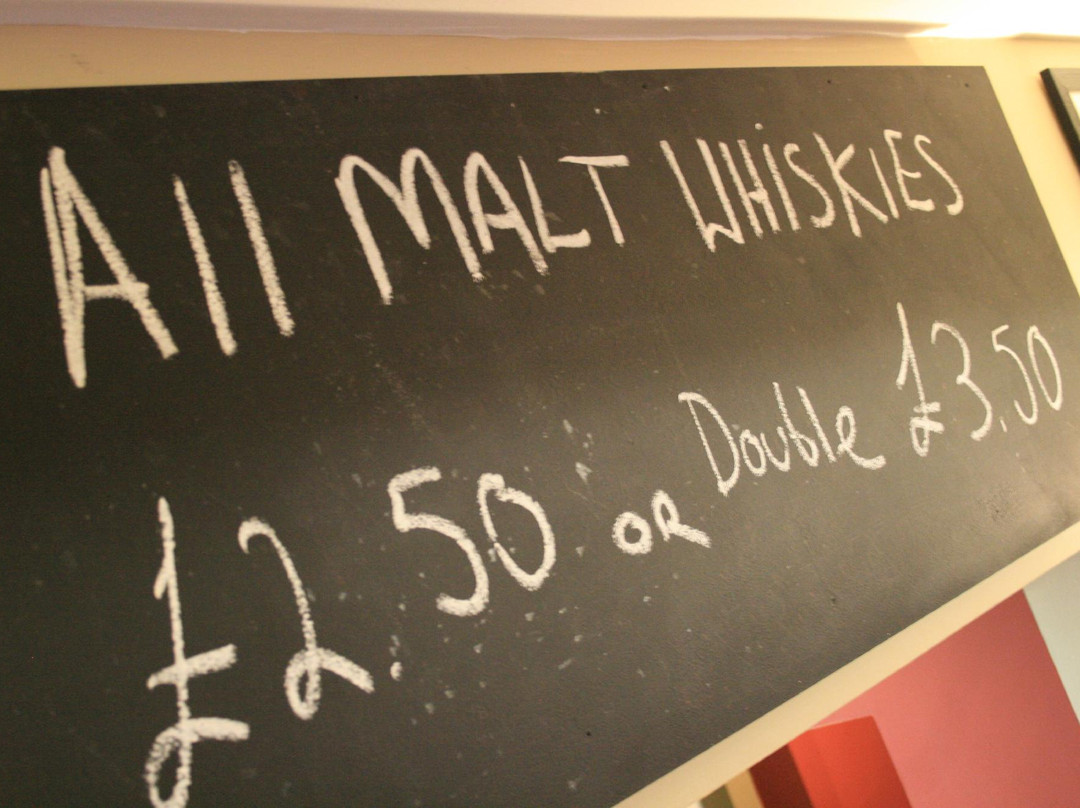 All MALT WHiSKIES
£2.50 OR Double £3.50